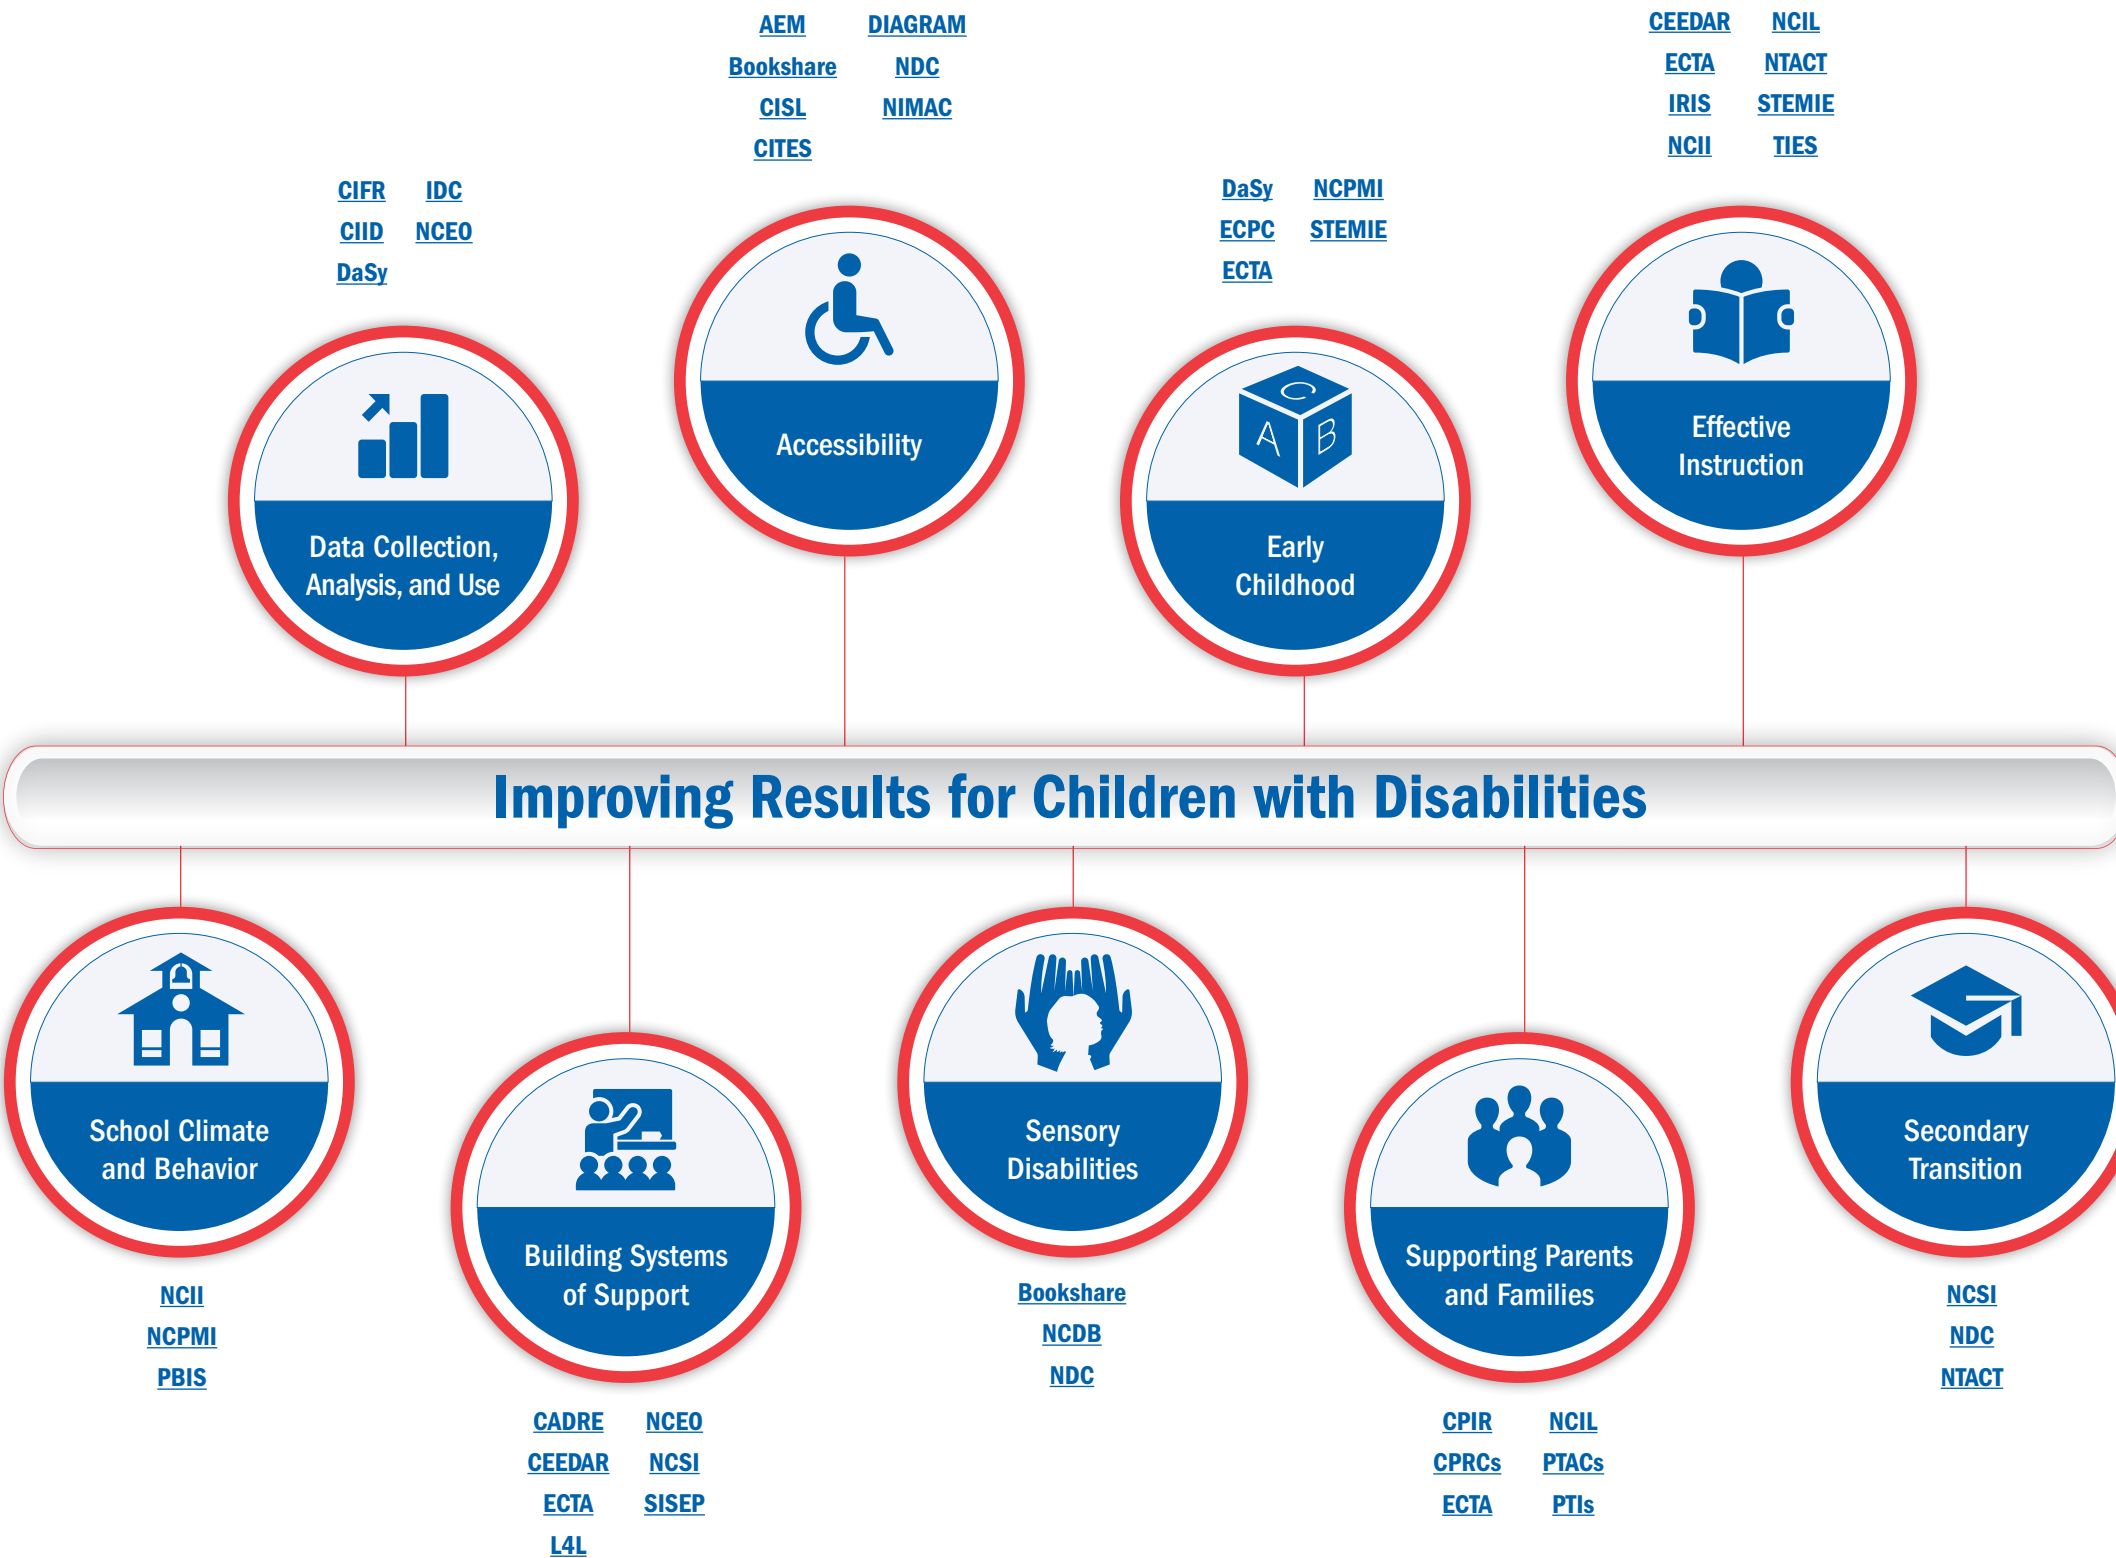 AEM DIAGRAM
Bookshare NDC
CISL NIMAC
CITES
CEEDAR NCIL
ECTA NTACT
IRIS STEMIE
NCII TIES
CIFR IDC
CIID NCEO
DaSy
DaSy NCPMI
ECPC STEMIE
ECTA
Data Collection,
Analysis, and Use
Accessibility
C
A B
Early
Childhood
Effective
Instruction
Improving Results for Children with Disabilities
School Climate
and Behavior
NCII
NCPMI
PBIS
Building Systems
of Support
CADRE NCEO
CEEDAR NCSI
ECTA SISEP
L4L
Sensory
Disabilities
Bookshare
NCDB
NDC
Supporting Parents
and Families
CPIR NCIL
CPRCs PTACs
ECTA PTIs
Secondary
Transition
NCSI
NDC
NTACT